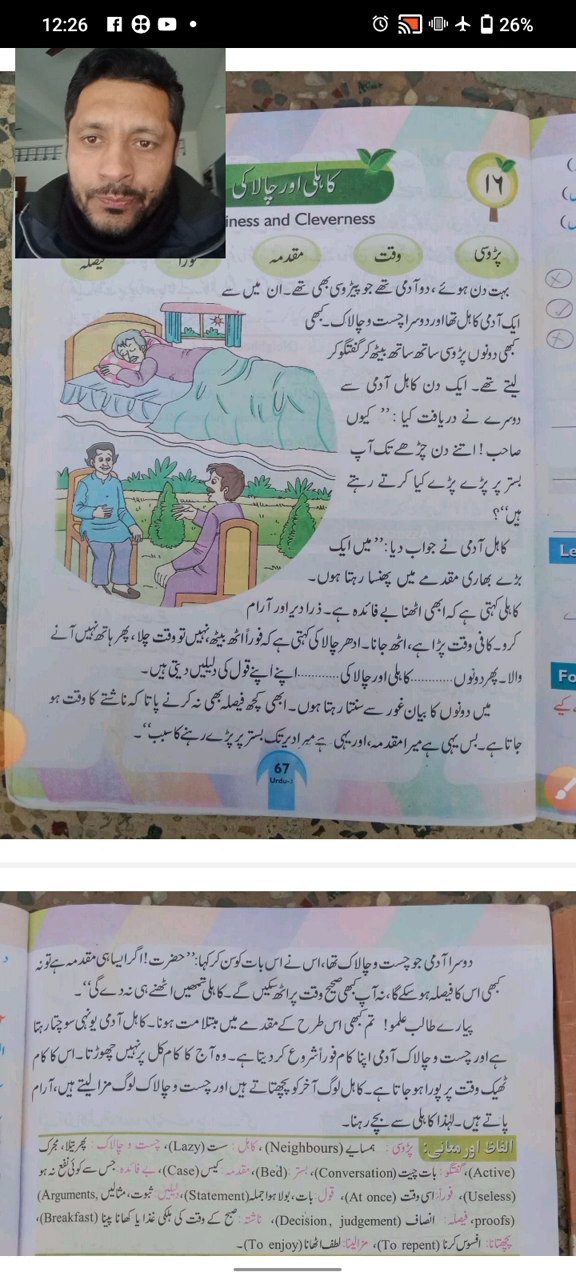 12:26
26%
کاہلی اور چالاکی
۱۶
iness and Cleverness
پڑوسی وقت مقدمہ فیصلہ
بہت دن ہوئے، دو آدمی تھے جو پڑوسی بھی تھے۔ ان میں سے
ایک آدمی کاہل تھا اور دوسرا چست و چالاک۔ کبھی
کبھی دونوں پڑوسی ساتھ ساتھ بیٹھ کر گفتگو کر
لیتے تھے۔ ایک دن کاہل آدمی سے
دوسرے نے دریافت کیا: ”کیوں
صاحب! اتنے دن چڑھے تک آپ
بستر پر پڑے پڑے کیا کرتے رہتے
ہیں“؟
کاہل آدمی نے جواب دیا: ”میں ایک
بڑے بھاری مقدمے میں پھنسا رہتا ہوں۔
کاہلی کہتی ہے کہ ابھی اٹھنا بے فائدہ ہے۔ ذرا دیر اور آرام
کرو۔ کافی وقت پڑا ہے، اٹھ جانا۔ ادھر چالاکی کہتی ہے کہ فوراً اٹھ بیٹھ، نہیں تو وقت چلا، پھر ہاتھ نہیں آنے
والا۔ پھر دونوں............کاہلی اور چالاکی............اپنے اپنے قول کی دلیلیں دیتی ہیں۔
میں دونوں کا بیان غور سے سنتا رہتا ہوں۔ ابھی کچھ فیصلہ بھی نہ کرنے پاتا کہ ناشتے کا وقت ہو
جاتا ہے۔ بس یہی ہے میرا مقدمہ، اور یہی ہے میرا دیر تک بستر پر پڑے رہنے کا سبب“۔
67
Urdu-3
Le
Fo
دوسرا آدمی جو چست و چالاک تھا، اس نے اس بات کو سن کر کہا: ”حضرت! اگر ایسا ہی مقدمہ ہے تو نہ
کبھی اس کا فیصلہ ہو سکے گا، نہ آپ کبھی صحیح وقت پر اٹھ سکیں گے۔ کاہلی تمھیں اٹھنے ہی نہ دے گی“۔
پیارے طالب علمو! تم کبھی اس طرح کے مقدمے میں مبتلا مت ہونا۔ کاہل آدمی یونہی سوچتا رہتا
ہے اور چست و چالاک آدمی اپنا کام فوراً شروع کر دیتا ہے۔ وہ آج کا کام کل پر نہیں چھوڑتا۔ اس کا کام
ٹھیک وقت پر پورا ہو جاتا ہے۔ کاہل لوگ آخر کو پچھتاتے ہیں اور چست و چالاک لوگ مزا لیتے ہیں، آرام
پاتے ہیں۔ لہٰذا کاہلی سے بچے رہنا۔
الفاظ اور معانی: پڑوسی: ہمسایے (Neighbours)، کاہل: ست (Lazy)، چست و چالاک: پھرتیلا، متحرک
(Active)، گفتگو: بات چیت (Conversation)، بستر (Bed)، مقدمہ: کیس (Case)، بے فائدہ: جس سے کوئی نفع نہ ہو
(Useless)، فوراً: اسی وقت (At once)، قول: بات، بولا ہوا جملہ (Statement)، دلیلیں: ثبوت، مثالیں (Arguments,
proofs)، فیصلہ: انصاف (Decision, judgement)، ناشتہ: صبح کے وقت کی ہلکی غذا یا کھانا پینا (Breakfast)،
پچھتانا: افسوس کرنا (To repent)، مزا لینا: لطف اٹھانا (To enjoy)۔